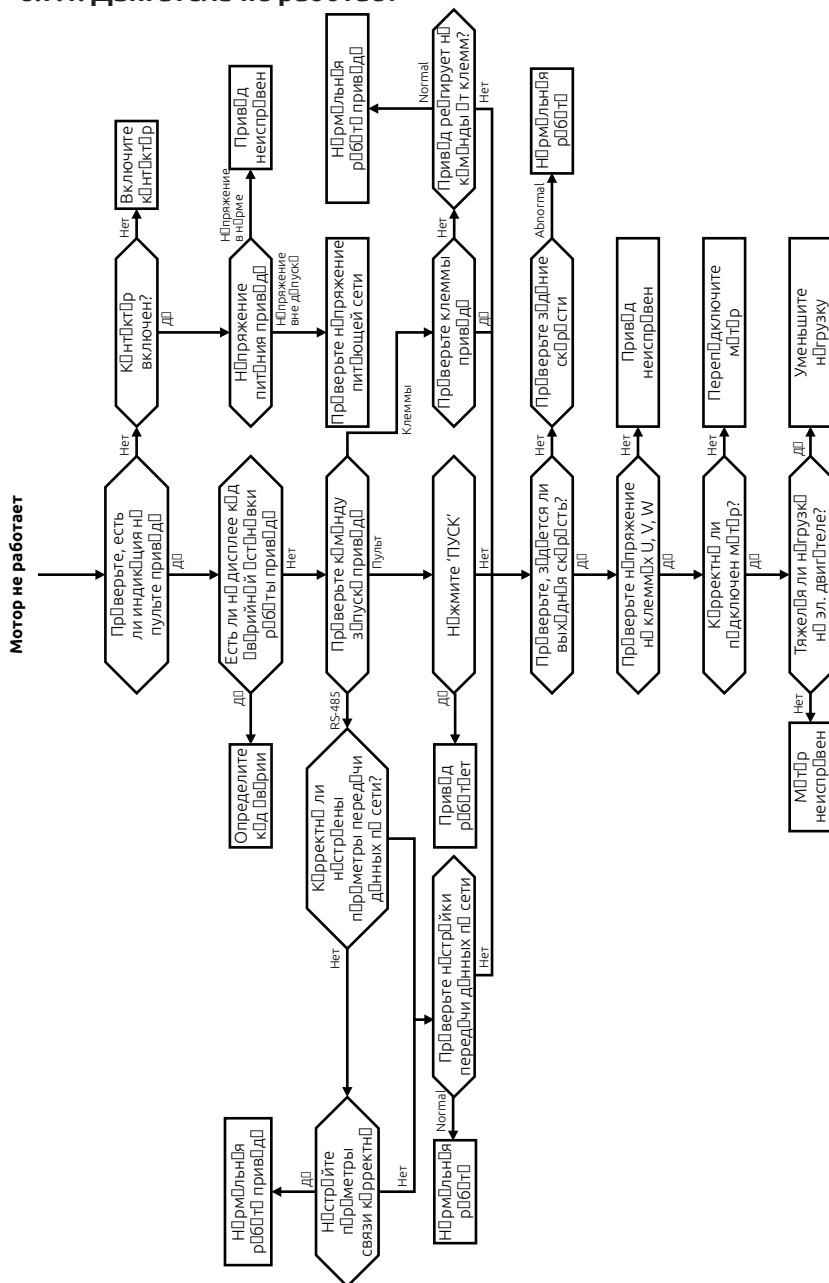 Двигатель не работает
Мотор не работает
Пр□верьте, есть
ли индик□ция н□
пульте прив□д□
Нет
Д□
К□нт□кт□р
включен?
Нет
Д□
Включите
к□нт□кт□р
Н□пряжение
пит□ния прив□д□
Н□пряжение
в н□рме
Н□пряжение
вне д□пуск□
Прив□д
неиспр□вен
Пр□верьте н□пряжение
пит□ющей сети
Есть ли н□ дисплее к□д
□в□рийн□й □ст□н□вки
р□б□ты прив□д□
Д□
Нет
Определите
к□д □в□рии
Пр□верьте к□м□нду
з□пуск□ прив□д□
RS-485
Пульт
Клеммы
Пр□верьте клеммы
прив□д□
Нет
Д□
Прив□д ре□гирует н□
к□м□нды □т клемм?
Normal
Нет
Н□рм□льн□я
р□б□т□ прив□д□
К□рректн□ ли
н□стр□ены
п□р□метры перед□чи
д□нных п□ сети?
Нет
Н□стр□йте
п□р□метры
связи к□рректн□
Д□
Нет
Н□рм□льн□я
р□б□т□ прив□д□
Н□жмите ‘ПУСК’
Д□
Нет
Прив□д
р□б□т□ет
Пр□верьте н□стр□йки
перед□чи д□нных п□ сети
Normal
Нет
Н□рм□льн□я
р□б□т□
Пр□верьте, з□д□ется ли
вых□дн□я ск□р□сть?
Нет
Д□
Пр□верьте з□д□ние
ск□р□сти
Abnormal
Н□рм□льн□я
р□б□т□
Пр□верьте н□пряжение
н□ клемм□х U, V, W
Нет
Д□
Прив□д
неиспр□вен
К□рректн□ ли
п□дключен м□т□р?
Нет
Д□
Переп□дключите
м□т□р
Тяжел□я ли н□грузк□
н□ эл. двиг□теле?
Нет
Д□
М□т□р
неиспр□вен
Уменьшите
н□грузку